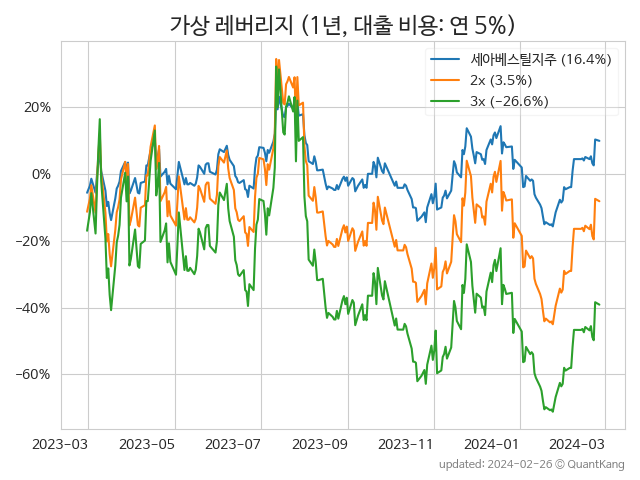 가상 레버리지 (1년, 대출 비용: 연 5%)
세아베스틸지주 (16.4%)
2x (3.5%)
3x (−26.6%)
20%
0%
−20%
−40%
−60%
2023-03 2023-05 2023-07 2023-09 2023-11 2024-01 2024-03
updated: 2024-02-26 © QuantKang